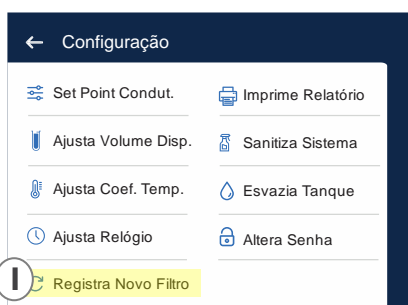 ← Configuração
Set Point Condut.
Imprime Relatório
Ajusta Volume Disp.
Sanitiza Sistema
Ajusta Coef. Temp.
Esvazia Tanque
Ajusta Relógio
Altera Senha
I
Registra Novo Filtro